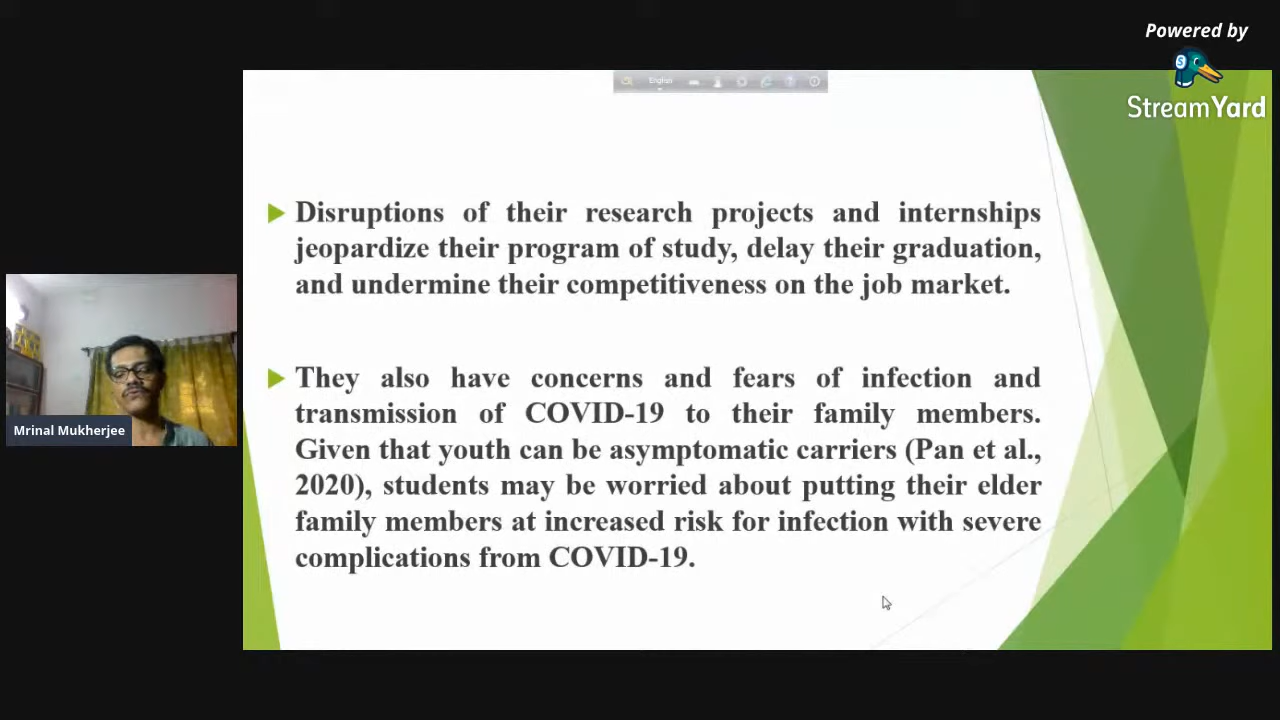 Powered by
StreamYard
English
Disruptions of their research projects and internships
jeopardize their program of study, delay their graduation,
and undermine their competitiveness on the job market.
They also have concerns and fears of infection and
transmission of COVID-19 to their family members.
Given that youth can be asymptomatic carriers (Pan et al.,
2020), students may be worried about putting their elder
family members at increased risk for infection with severe
complications from COVID-19.
Mrinal Mukherjee